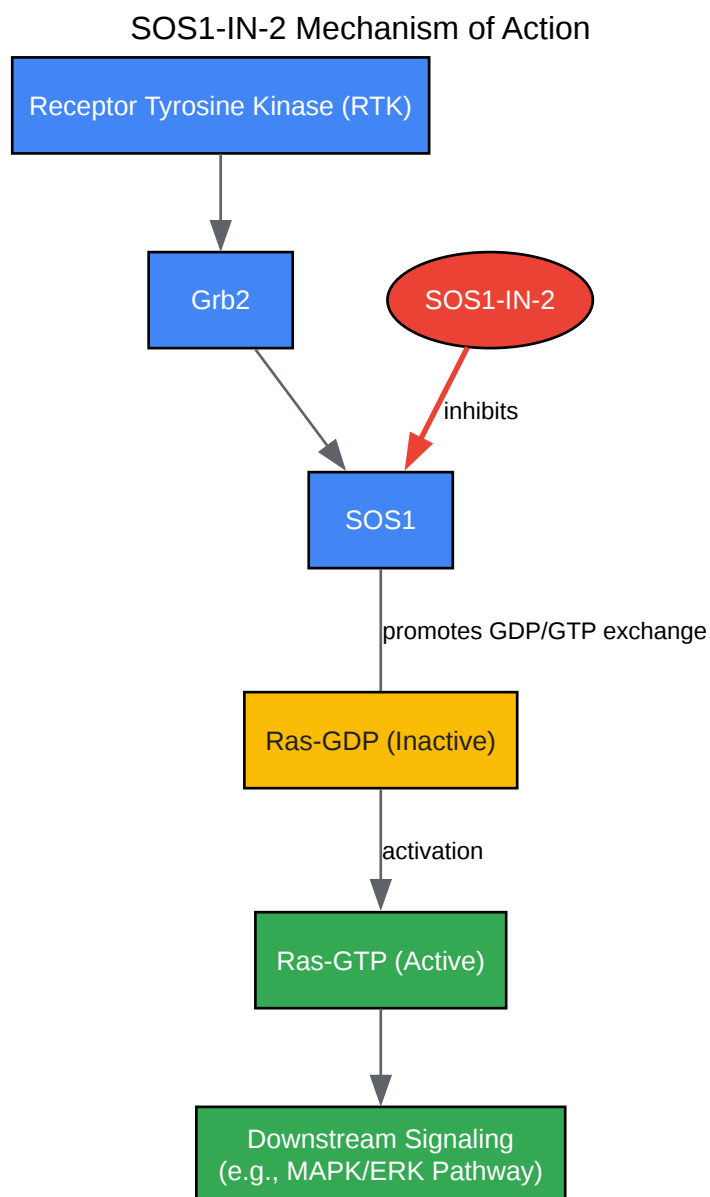 SOS1-IN-2 Mechanism of Action
Receptor Tyrosine Kinase (RTK)
Grb2
SOS1-IN-2
inhibits
SOS1
promotes GDP/GTP exchange
Ras-GDP (Inactive)
activation
Ras-GTP (Active)
Downstream Signaling
(e.g., MAPK/ERK Pathway)